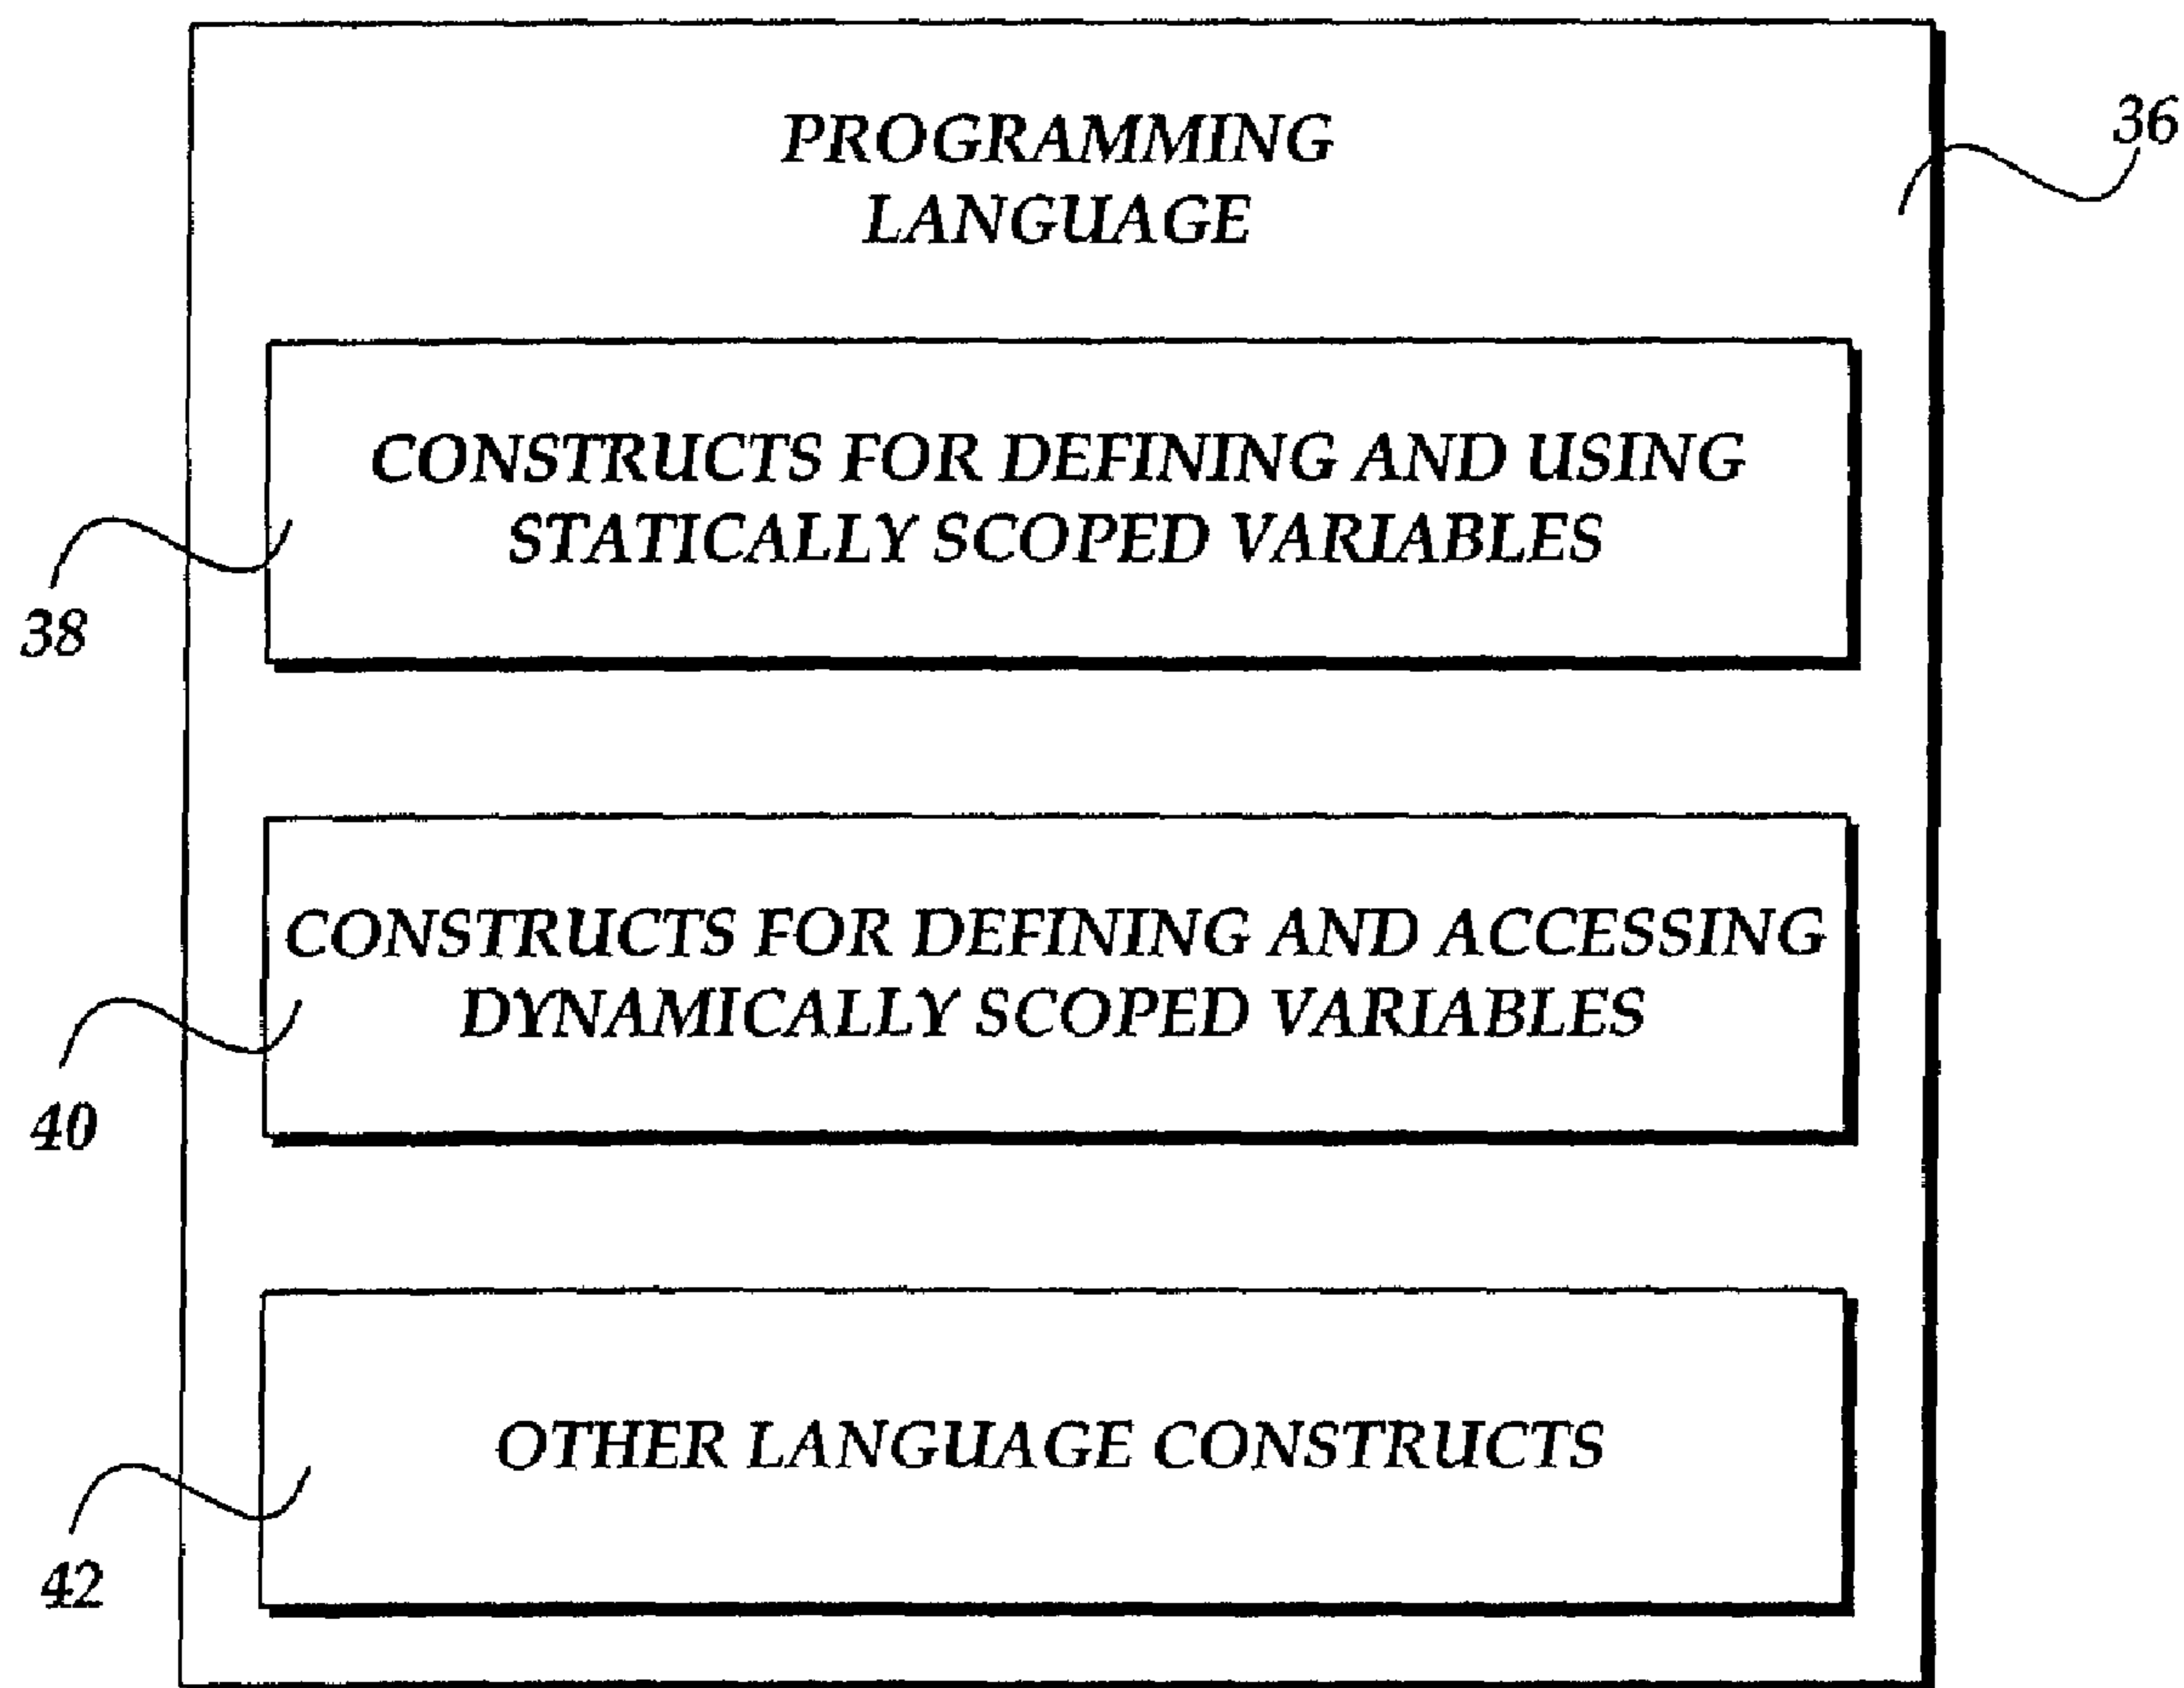 PROGRAMMING
LANGUAGE
36
CONSTRUCTS FOR DEFINING AND USING
STATICALLY SCOPED VARIABLES
38
CONSTRUCTS FOR DEFINING AND ACCESSING
DYNAMICALLY SCOPED VARIABLES
40
OTHER LANGUAGE CONSTRUCTS
42